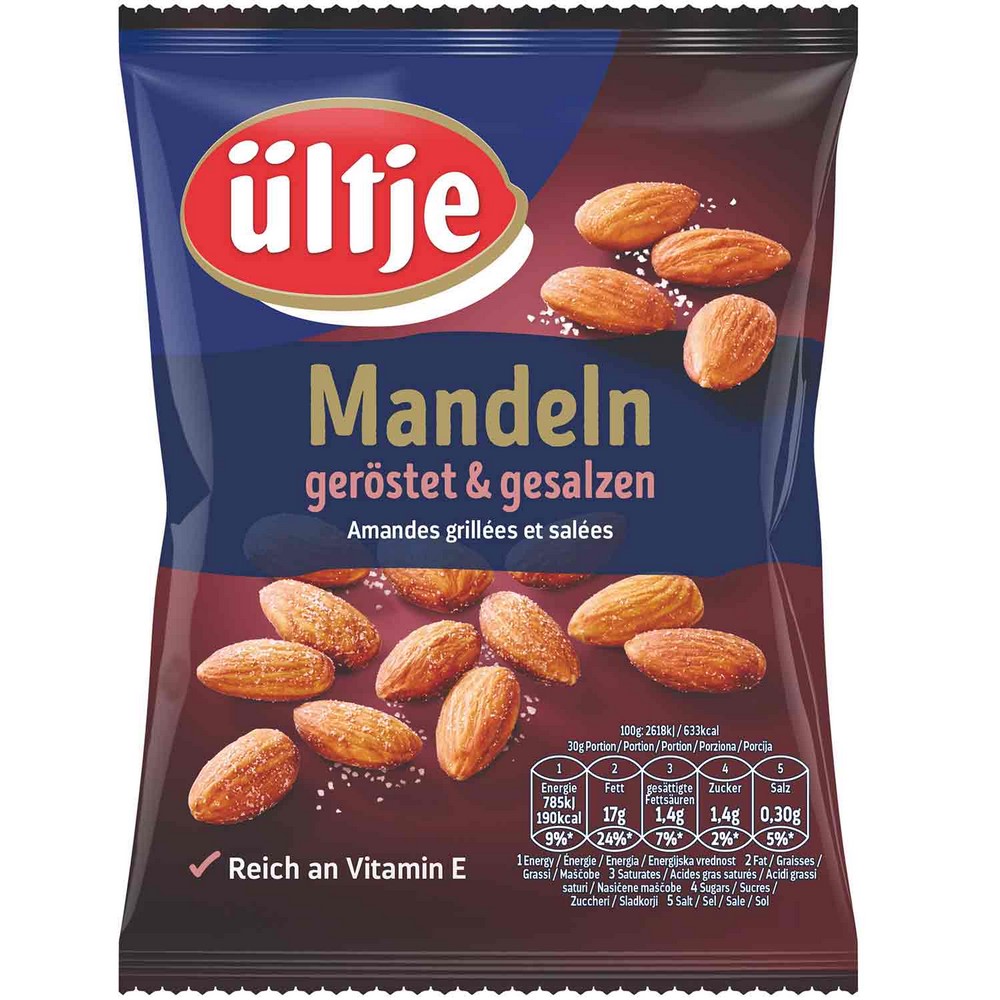 ültje
Mandeln
geröstet & gesalzen
Amandes grillées et salées
100g: 2618kJ / 633kcal
30g Portion / Portion / Portion / Porziona / Porcija
1 2 3 4 5
Energie Fett gesättigte Fettsäuren Zucker Salz
785kJ 190kcal 17g 1,4g 1,4g 0,30g
9%* 24%* 7%* 2%* 5%*
1 Energy / Énergie / Energia / Energijska vrednost 2 Fat / Graisses /
Grassi / Maščobe 3 Saturates / Acides gras saturés / Acidi grassi
saturi / Nasičene maščobe 4 Sugars / Sucres /
Zuccheri / Sladkorji 5 Salt / Sel / Sale / Sol
✓ Reich an Vitamin E